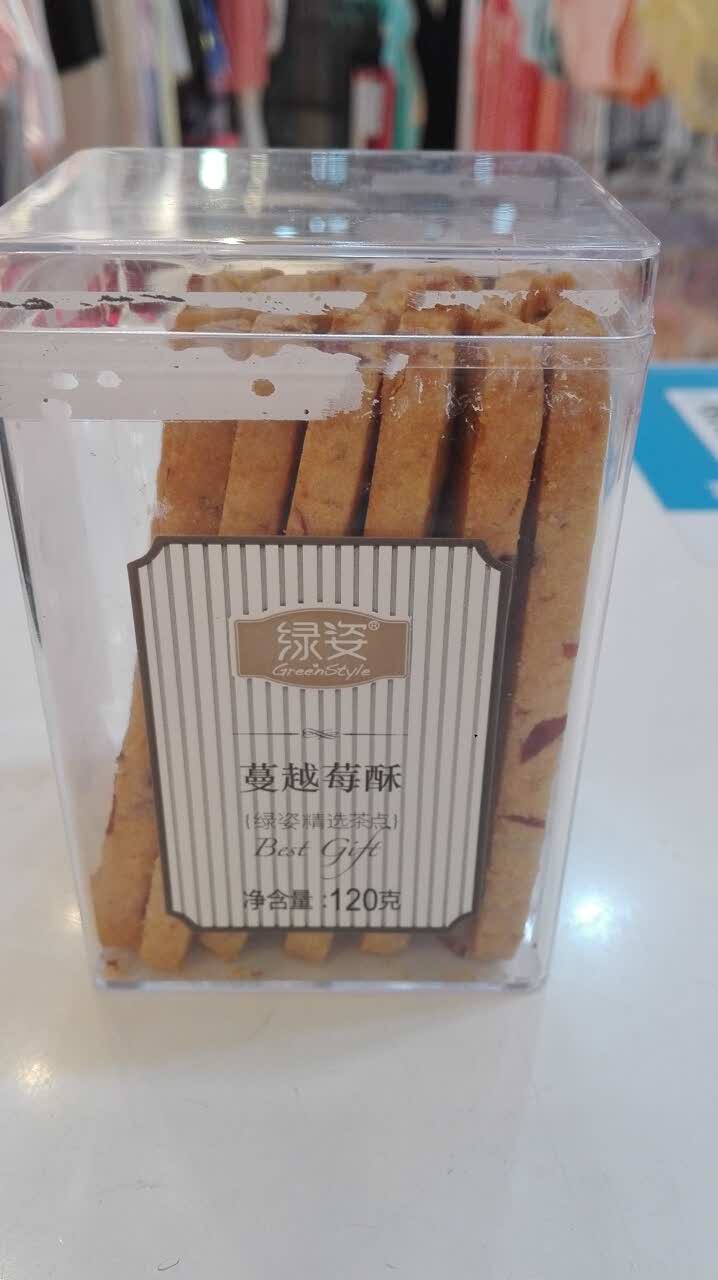 绿姿®
GreenStyle
蔓越莓酥
{绿姿精选茶点}
Best Gift
净含量:120克